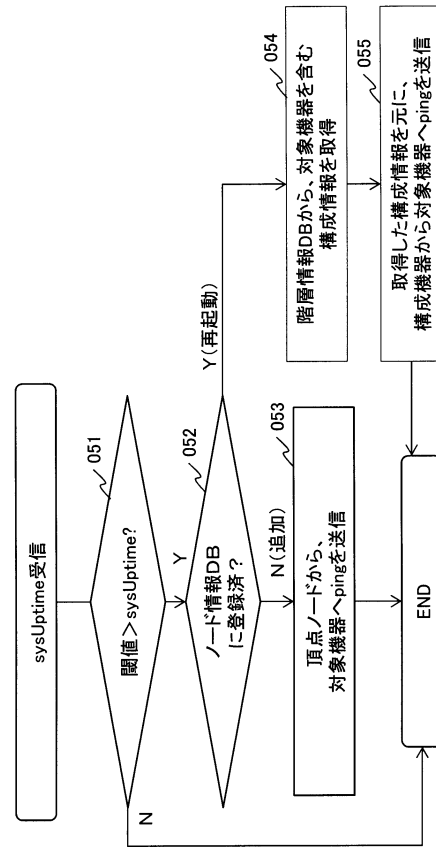 sysUptime受信
051
閾値＞sysUptime?
N
Y
052
ノード情報DB
に登録済？
Y(再起動)
N(追加)
053
頂点ノードから、
対象機器へpingを送信
054
階層情報DBから、対象機器を含む
構成情報を取得
055
取得した構成情報を元に、
構成機器から対象機器へpingを送信
END